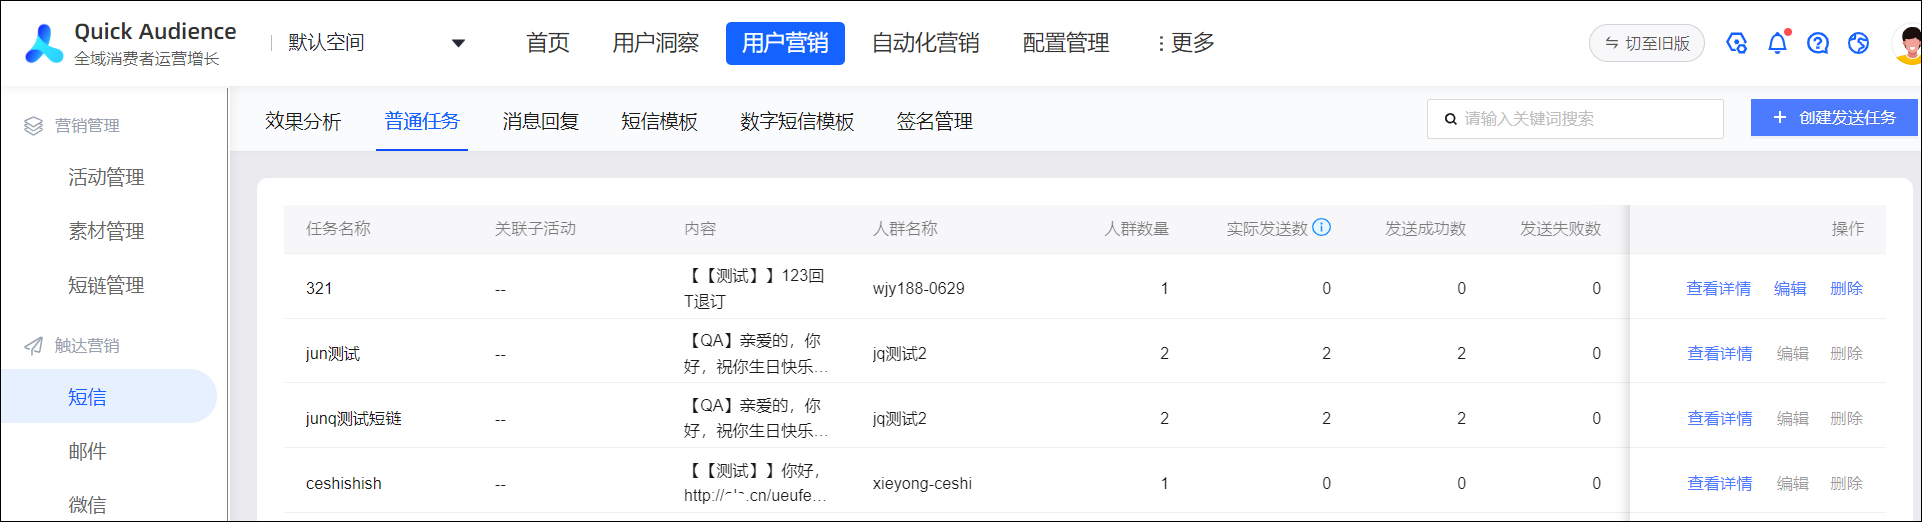 Quick Audience
全域消费者运营增长
默认空间
首页 用户洞察 用户营销 自动化营销 配置管理 更多
切至旧版
营销管理
活动管理
素材管理
短链管理
触达营销
短信
邮件
微信
效果分析 普通任务 消息回复 短信模板 数字短信模板 签名管理
请输入关键词搜索
+ 创建发送任务
任务名称 关联子活动 内容 人群名称 人群数量 实际发送数 发送成功数 发送失败数 操作
321 -- 【【测试】】123回 wjy188-0629 1 0 0 0 查看详情 编辑 删除
T退订
jun测试 -- 【QA】亲爱的，你 jq测试2 2 2 2 0 查看详情 编辑 删除
好，祝你生日快乐...
junq测试短链 -- 【QA】亲爱的，你 jq测试2 2 2 2 0 查看详情 编辑 删除
好，祝你生日快乐...
ceshishish -- 【【测试】】你好， xieyong-ceshi 1 0 0 0 查看详情 编辑 删除
http://.cn/ueufe...